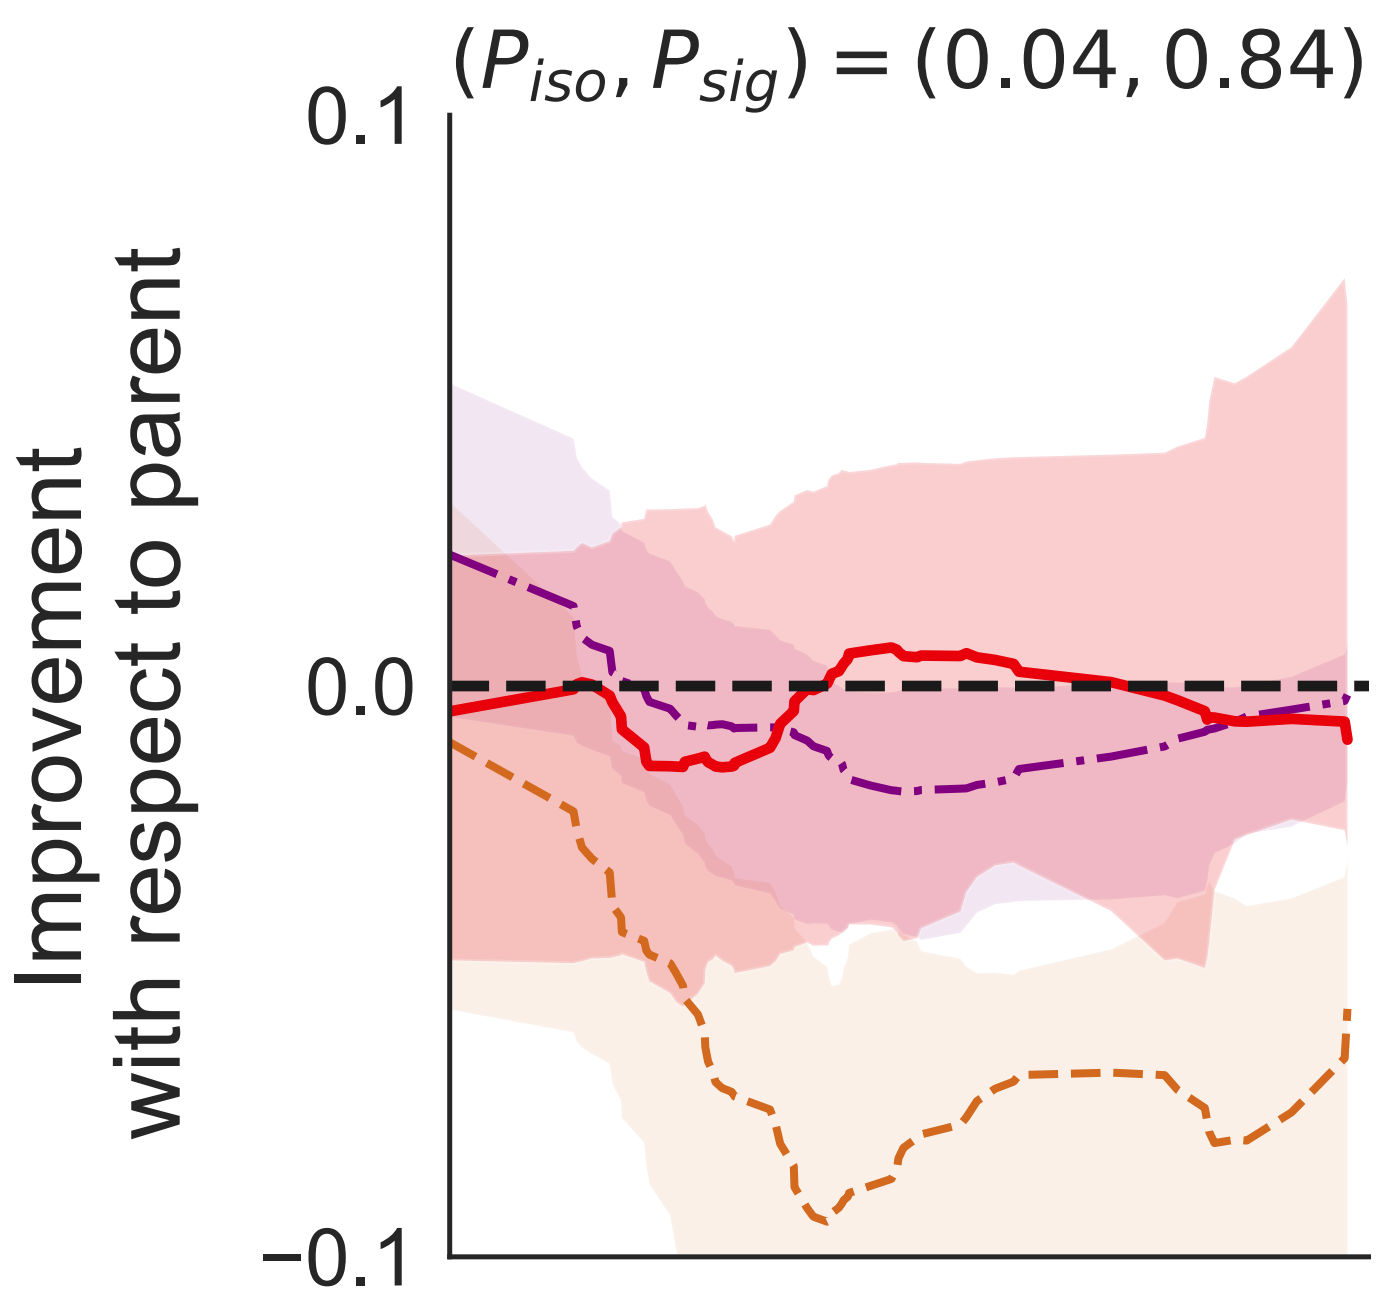 (P_iso, P_sig) = (0.04, 0.84)
0.1
0.0
−0.1
Improvement
with respect to parent